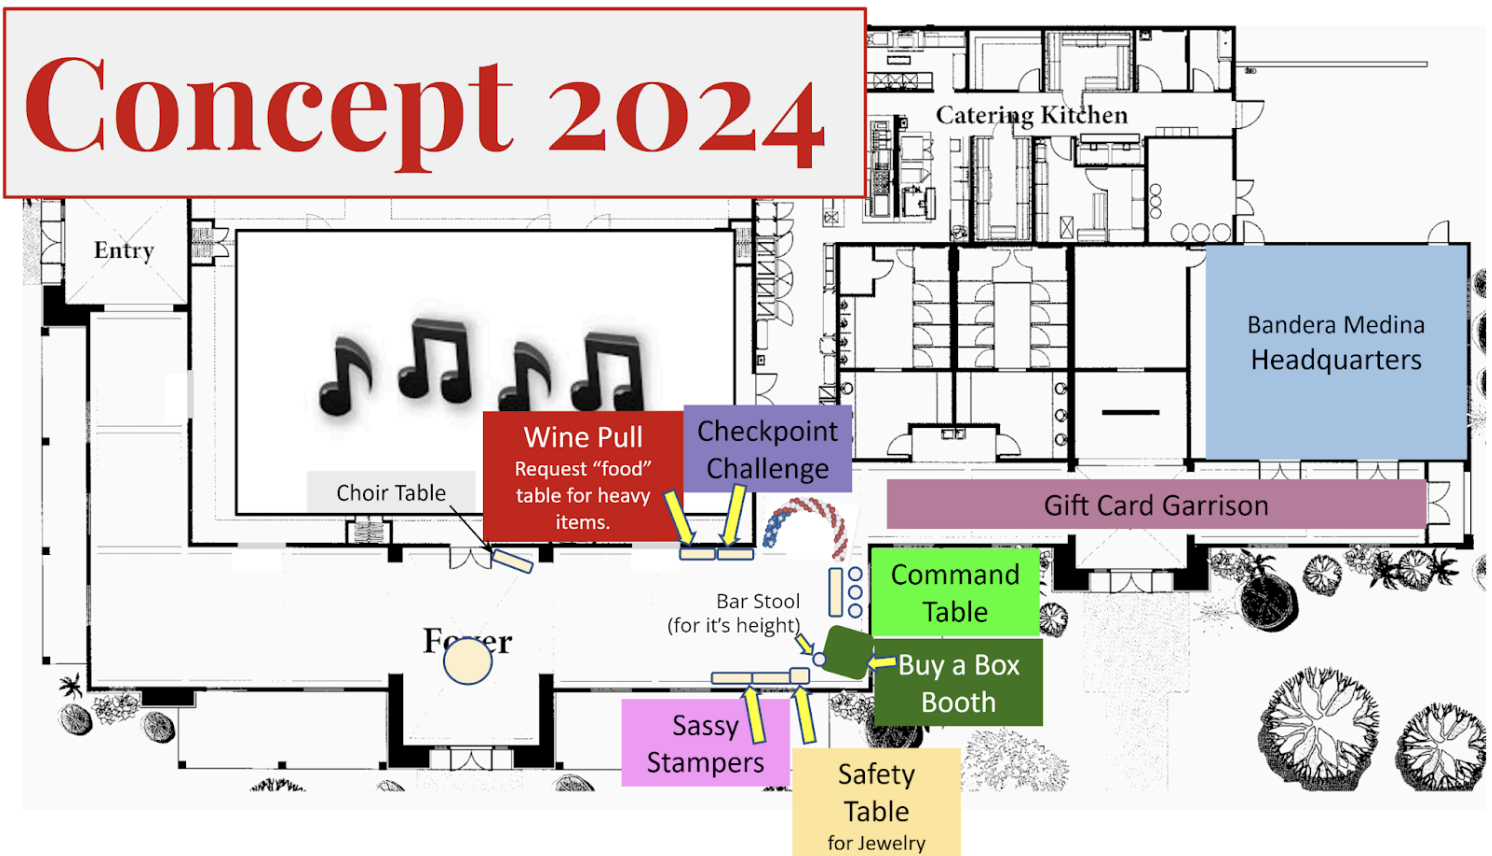 Concept 2024
Catering Kitchen
Entry
Bandera Medina
Headquarters
Wine Pull
Request “food”
table for heavy
items.
Checkpoint
Challenge
Choir Table
Gift Card Garrison
Command
Table
Bar Stool
(for it’s height)
Foyer
Buy a Box
Booth
Sassy
Stampers
Safety
Table
for Jewelry